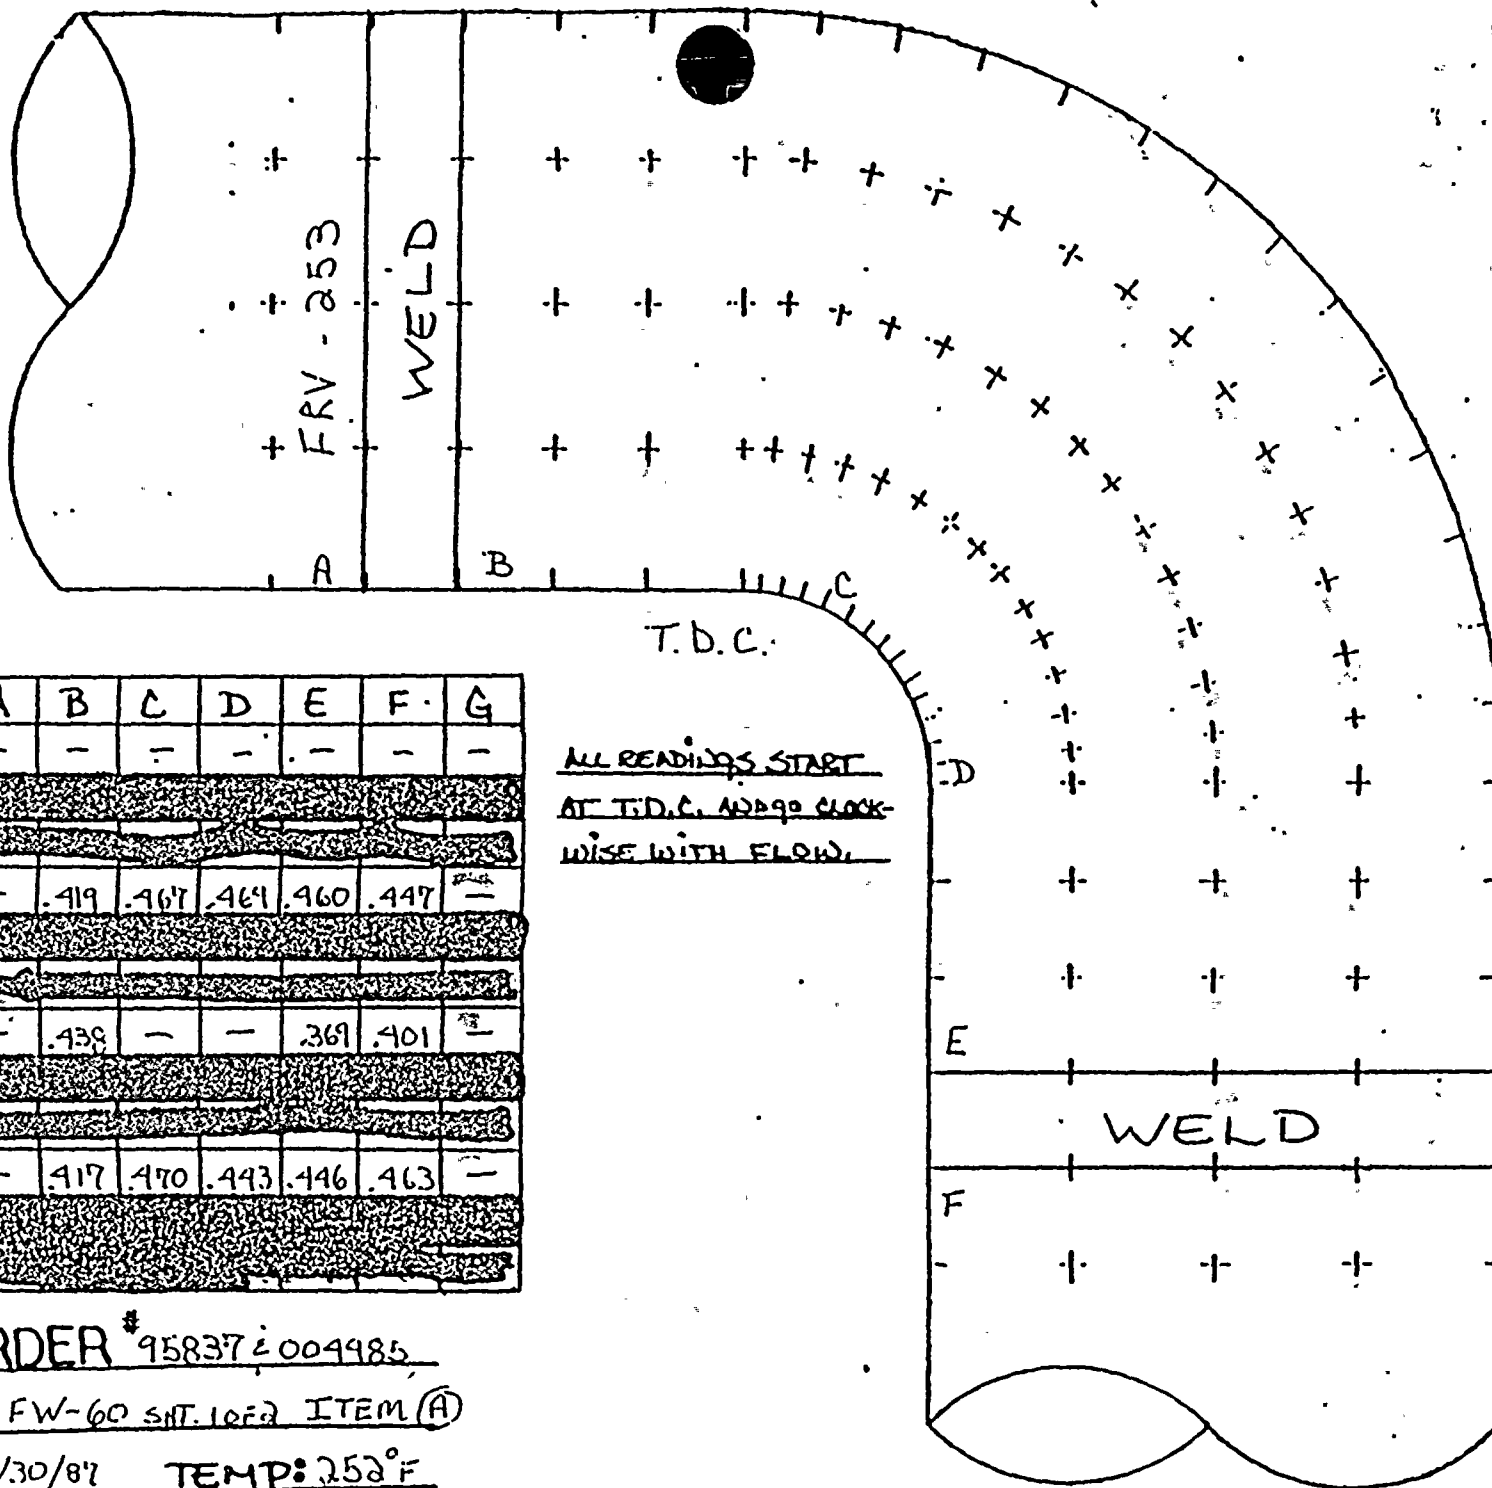 FRV-253
WELD
A
B
C
T.D.C.
D
E
WELD
F
A B C D E F G
- - - - - - -
- .419 .467 .464 .460 .447 -
- - - .369 .401 -
- .417 .470 .443 .446 .463 -
ALL READINGS START
AT T.D.C. AND GO CLOCK-
WISE WITH FLOW.
RDER #95837 & 004485
FW-60 SHT. 1 OF 2 ITEM (A)
/30/87 TEMP: 252°F